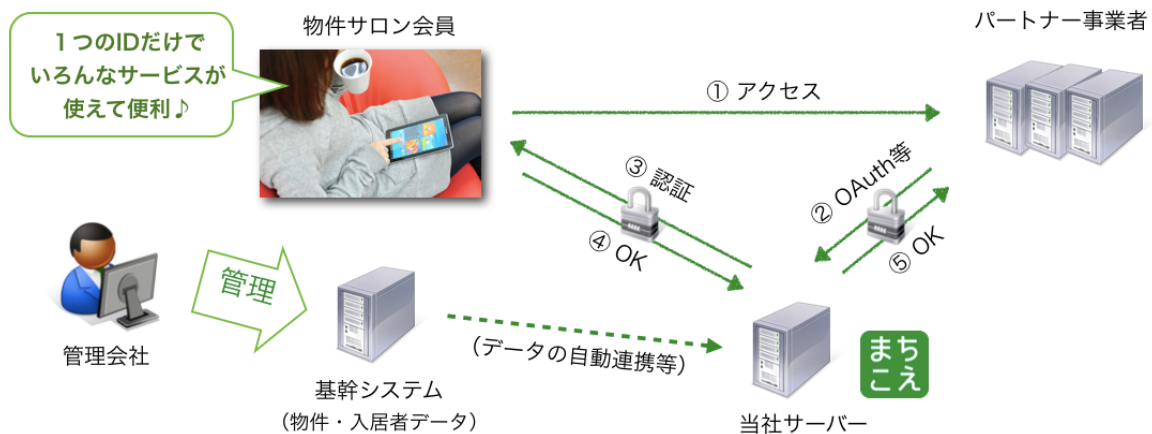 物件サロン会員
パートナー事業者
１つのIDだけで
いろんなサービスが
使えて便利♪
① アクセス
③ 認証
④ OK
② OAuth等
⑤ OK
管理
管理会社
(データの自動連携等)
基幹システム
(物件・入居者データ)
当社サーバー
まち
こえ